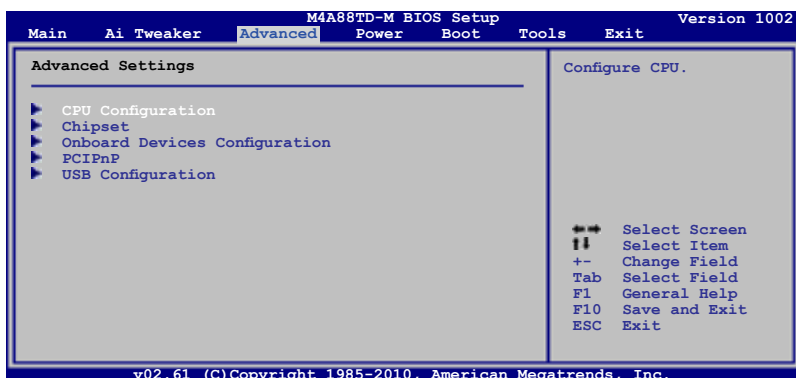 M4A88TD-M BIOS Setup Version 1002
Main Ai Tweaker Advanced Power Boot Tools Exit
Advanced Settings
CPU Configuration
Chipset
Onboard Devices Configuration
PCIPnP
USB Configuration
Configure CPU.
Select Screen
Select Item
+- Change Field
Tab Select Field
F1 General Help
F10 Save and Exit
ESC Exit
v02.61 (C)Copyright 1985-2010, American Megatrends, Inc.